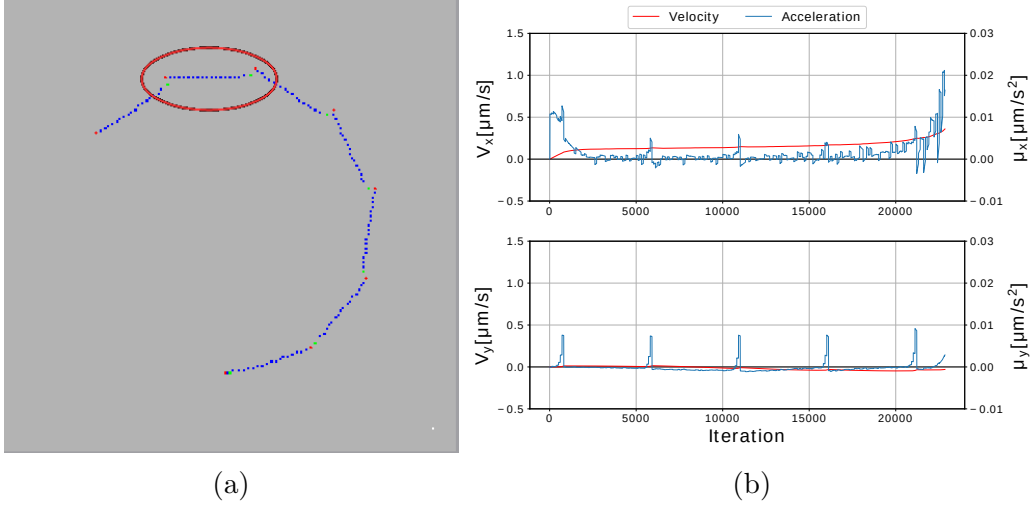 Velocity Acceleration
1.5 0.03
1.0 0.02
0.5 0.01
0.0 0.00
−0.5 −0.01
0 5000 10000 15000 20000
Vx[μm/s]
μx[μm/s²]
1.5 0.03
1.0 0.02
0.5 0.01
0.0 0.00
−0.5 −0.01
0 5000 10000 15000 20000
Vy[μm/s]
μy[μm/s²]
Iteration
(a) (b)